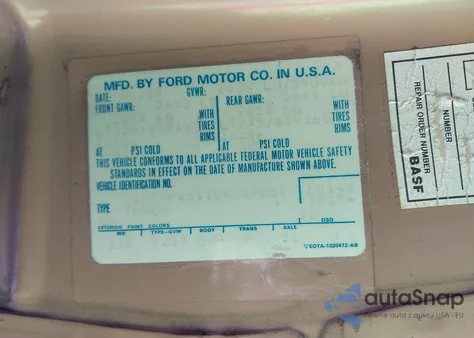 MFD. BY FORD MOTOR CO. IN U.S.A.
DATE: GVWR:
FRONT GAWR: REAR GAWR:
WITH WITH
TIRES TIRES
RIMS RIMS
AT PSI COLD AT PSI COLD
THIS VEHICLE CONFORMS TO ALL APPLICABLE FEDERAL MOTOR VEHICLE SAFETY
STANDARDS IN EFFECT ON THE DATE OF MANUFACTURE SHOWN ABOVE.
VEHICLE IDENTIFICATION NO.
TYPE
EXTERIOR PAINT COLORS DSO
WB TYPE-GVW BODY TRANS AXLE
EOTA-1520472-AB
REPAIR ORDER NUMBER
NUMBER
BASF
autoSnap